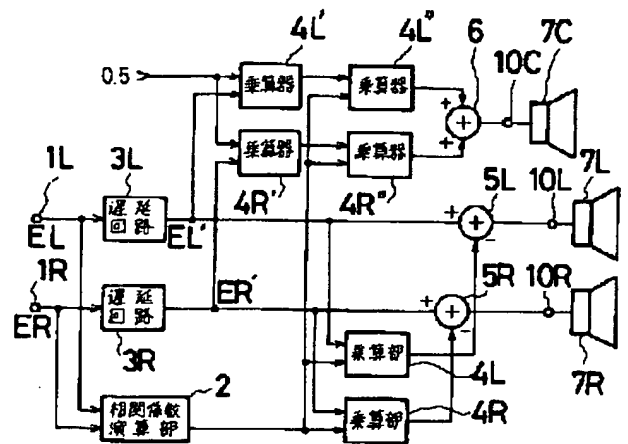 4L' 4L" 6 10C 7C
0.5
乗算器 乗算器
+
+
乗算器 乗算器
1L 3L 4R' 4R" 5L 10L 7L
遅延
回路
EL EL' + -
1R ER' 5R 10R
遅延
回路
ER + -
3R 7R
2 乗算部
4L
相関係数
演算部
乗算部 4R